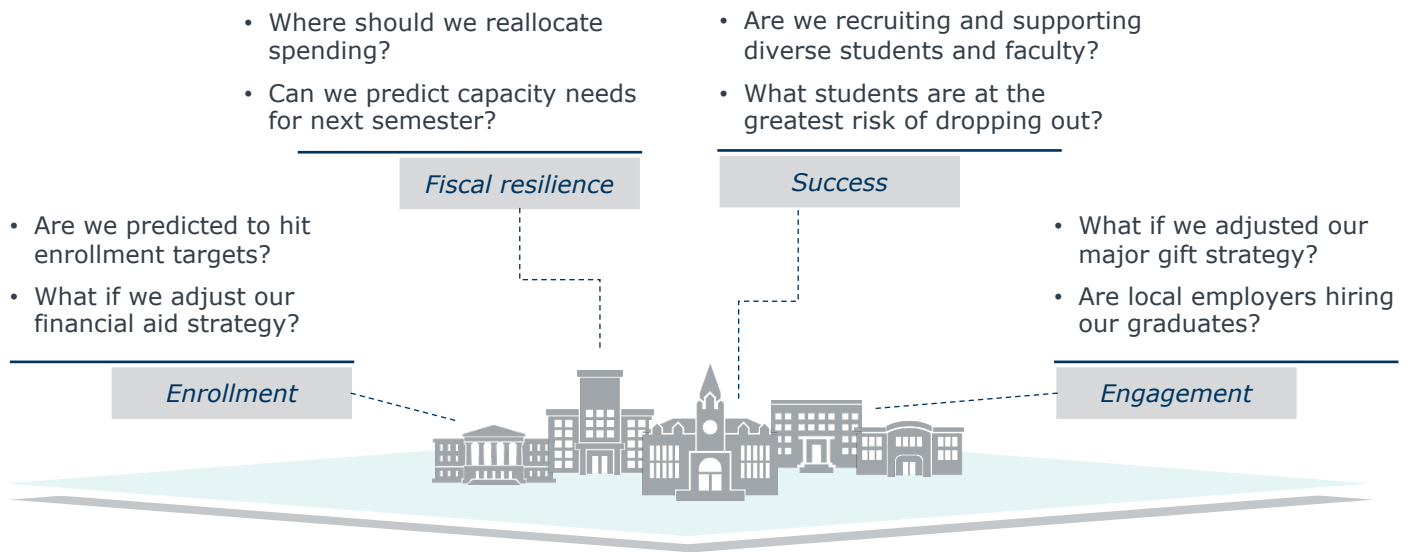 • Where should we reallocate
spending?
• Can we predict capacity needs
for next semester?
Fiscal resilience
• Are we recruiting and supporting
diverse students and faculty?
• What students are at the
greatest risk of dropping out?
Success
• Are we predicted to hit
enrollment targets?
• What if we adjust our
financial aid strategy?
Enrollment
• What if we adjusted our
major gift strategy?
• Are local employers hiring
our graduates?
Engagement